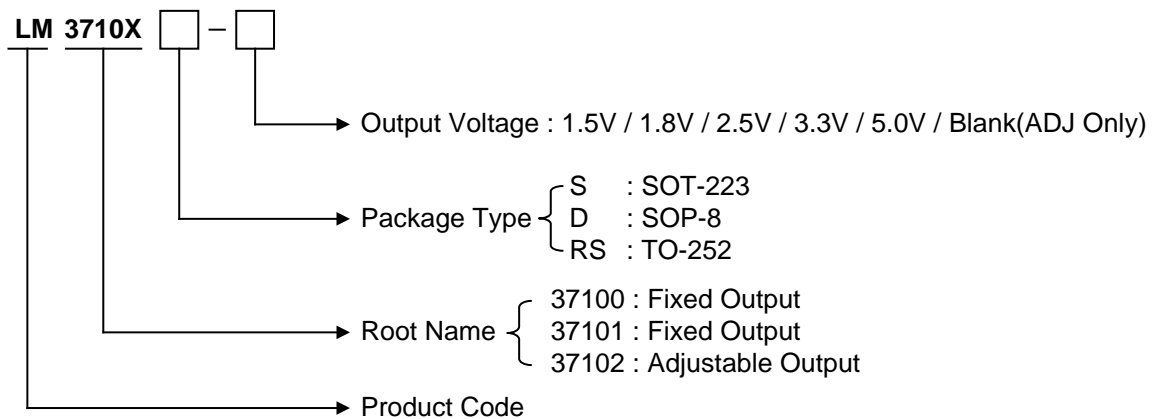 LM 3710X □ – □
Output Voltage : 1.5V / 1.8V / 2.5V / 3.3V / 5.0V / Blank(ADJ Only)
S : SOT-223
Package Type D : SOP-8
RS : TO-252
37100 : Fixed Output
Root Name 37101 : Fixed Output
37102 : Adjustable Output
Product Code